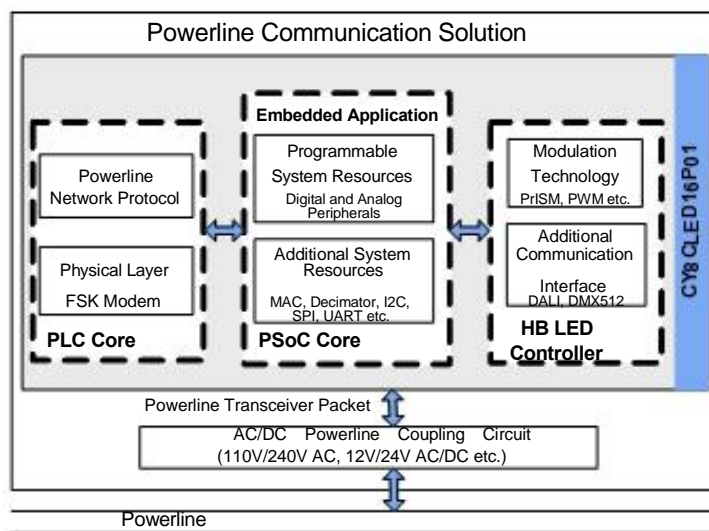 Powerline Communication Solution
Embedded Application
Powerline
Network Protocol
Physical Layer
FSK Modem
PLC Core
Programmable
System Resources
Digital and Analog
Peripherals
Additional System
Resources
MAC, Decimator, I2C,
SPI, UART etc.
PSoC Core
Modulation
Technology
PrISM, PWM etc.
Additional
Communication
Interface
DALI, DMX512
HB LED
Controller
CY8CLED16P01
Powerline Transceiver Packet
AC/DC Powerline Coupling Circuit
(110V/240V AC, 12V/24V AC/DC etc.)
Powerline